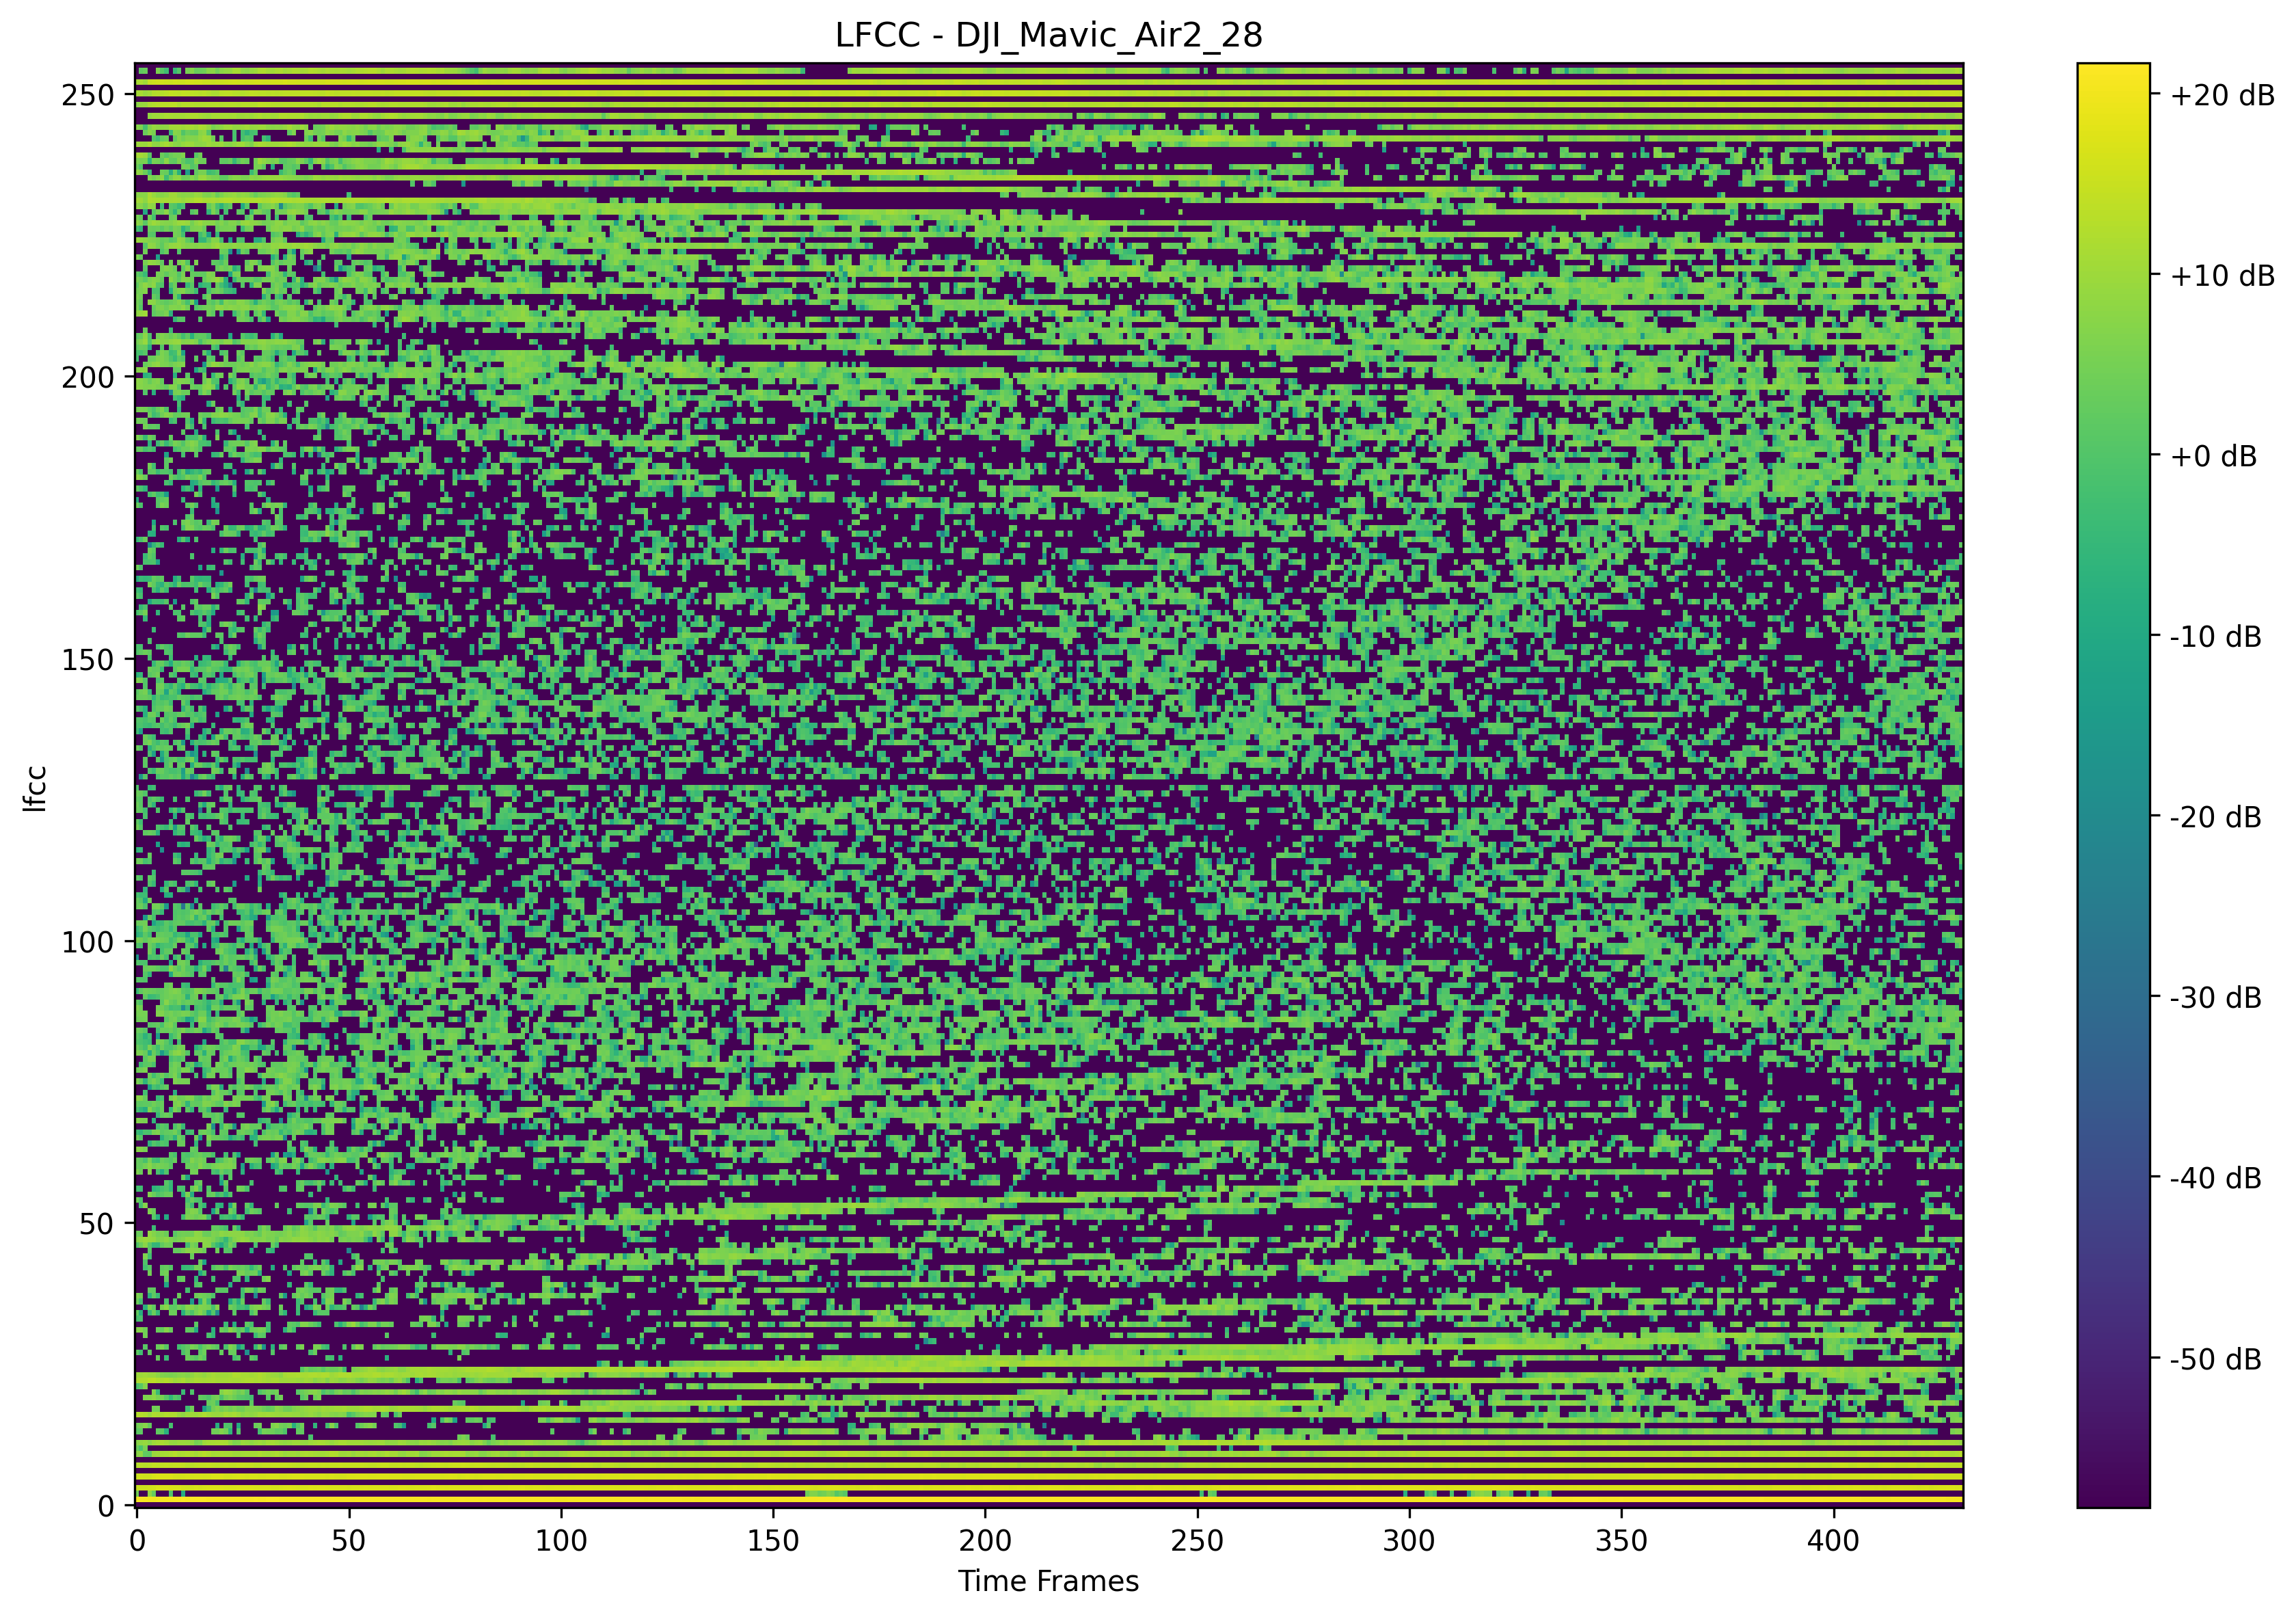 LFCC - DJI_Mavic_Air2_28
250
200
150
100
50
0
lfcc
0 50 100 150 200 250 300 350 400
Time Frames
+20 dB
+10 dB
+0 dB
-10 dB
-20 dB
-30 dB
-40 dB
-50 dB